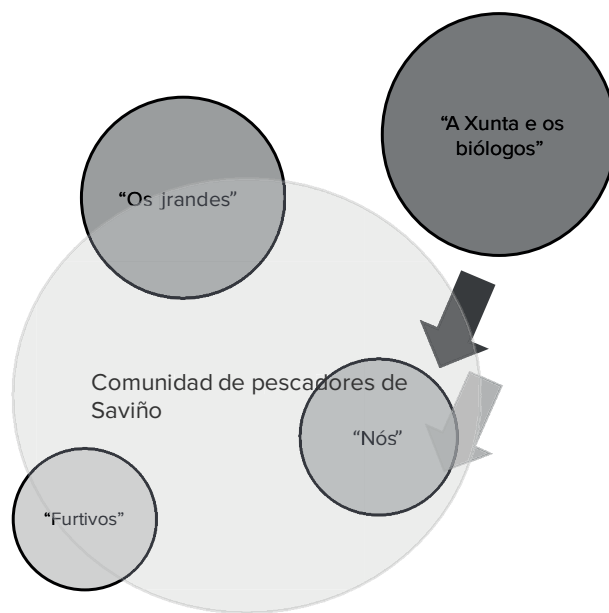 “A Xunta e os
biólogos”
“Os jrandes”
Comunidad de pescadores de
Saviño
“Nós”
“Furtivos”